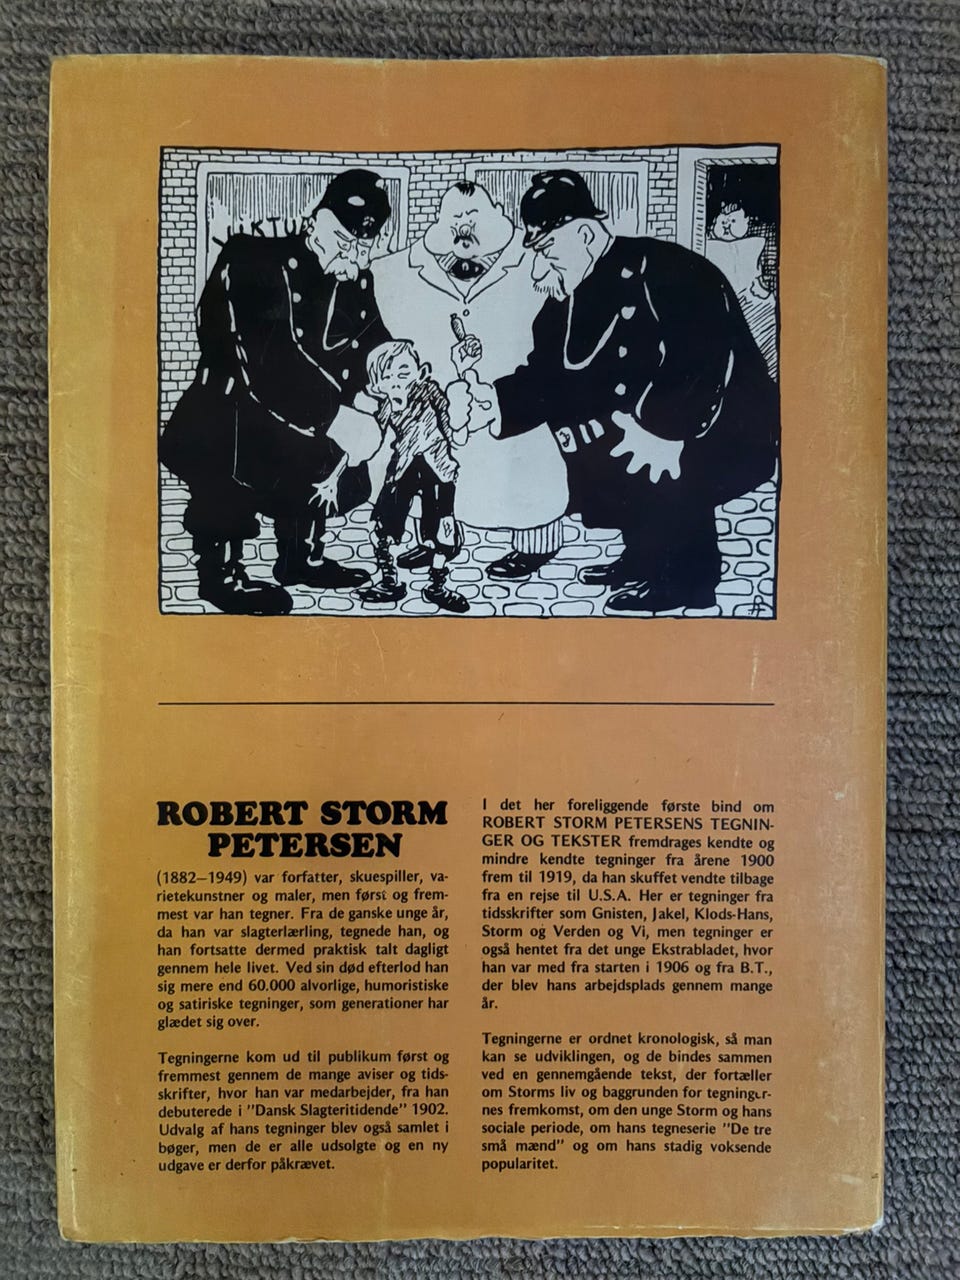 ROBERT STORM
PETERSEN
(1882—1949) var forfatter, skuespiller, va-
rietekunstner og maler, men først og frem-
mest var han tegner. Fra de ganske unge år,
da han var slagterlærling, tegnede han, og
han fortsatte dermed praktisk talt dagligt
gennem hele livet. Ved sin død efterlod han
sig mere end 60.000 alvorlige, humoristiske
og satiriske tegninger, som generationer har
glædet sig over.
Tegningerne kom ud til publikum først og
fremmest gennem de mange aviser og tids-
skrifter, hvor han var medarbejder, fra han
debuterede i "Dansk Slagteritidende" 1902.
Udvalg af hans tegninger blev også samlet i
bøger, men de er alle udsolgte og en ny
udgave er derfor påkrævet.
I det her foreliggende første bind om
ROBERT STORM PETERSENS TEGNIN-
GER OG TEKSTER fremdrages kendte og
mindre kendte tegninger fra årene 1900
frem til 1919, da han skuffet vendte tilbage
fra en rejse til U.S.A. Her er tegninger fra
tidsskrifter som Gnisten, Jakel, Klods-Hans,
Storm og Verden og Vi, men tegninger er
også hentet fra det unge Ekstrabladet, hvor
han var med fra starten i 1906 og fra B.T.,
der blev hans arbejdsplads gennem mange
år.
Tegningerne er ordnet kronologisk, så man
kan se udviklingen, og de bindes sammen
ved en gennemgående tekst, der fortæller
om Storms liv og baggrunden for tegninger-
nes fremkomst, om den unge Storm og hans
sociale periode, om hans tegneserie "De tre
små mænd" og om hans stadig voksende
popularitet.